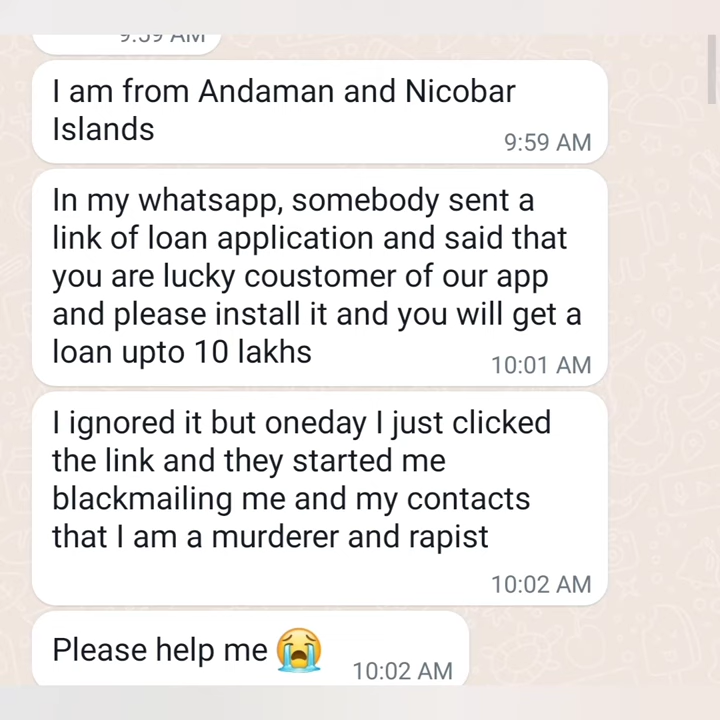 9:59 AM
I am from Andaman and Nicobar
Islands
9:59 AM
In my whatsapp, somebody sent a
link of loan application and said that
you are lucky coustomer of our app
and please install it and you will get a
loan upto 10 lakhs
10:01 AM
I ignored it but oneday I just clicked
the link and they started me
blackmailing me and my contacts
that I am a murderer and rapist
10:02 AM
Please help me 😭
10:02 AM